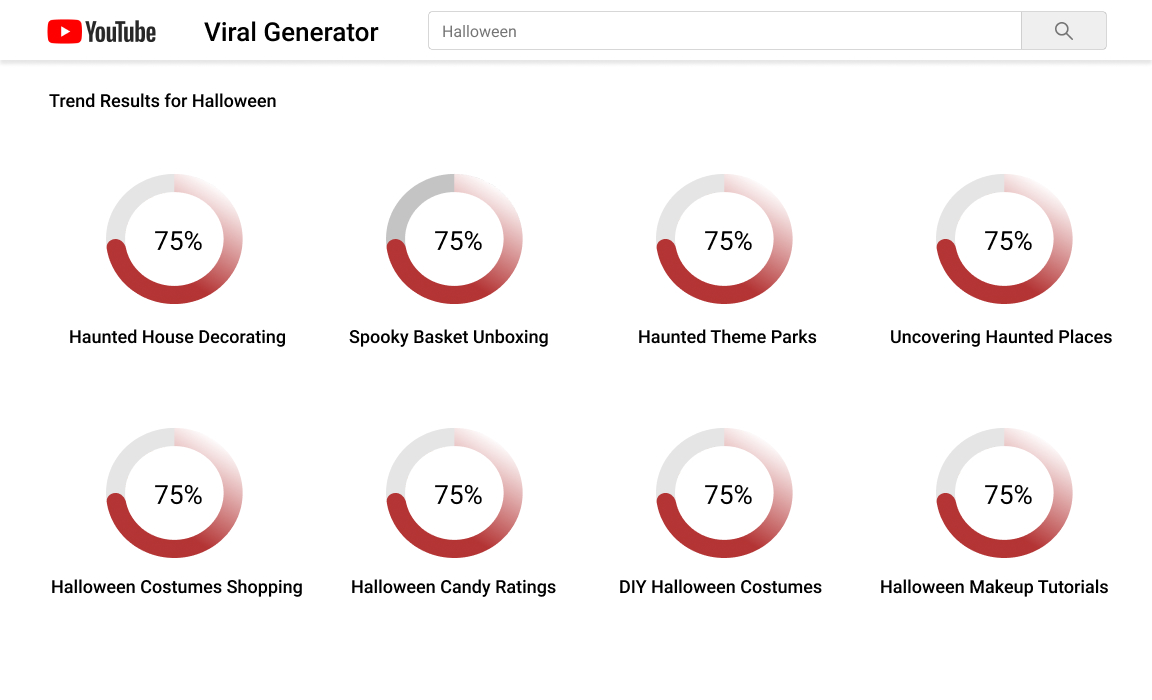 YouTube Viral Generator Halloween
Trend Results for Halloween
75% 75% 75% 75%
Haunted House Decorating Spooky Basket Unboxing Haunted Theme Parks Uncovering Haunted Places
75% 75% 75% 75%
Halloween Costumes Shopping Halloween Candy Ratings DIY Halloween Costumes Halloween Makeup Tutorials